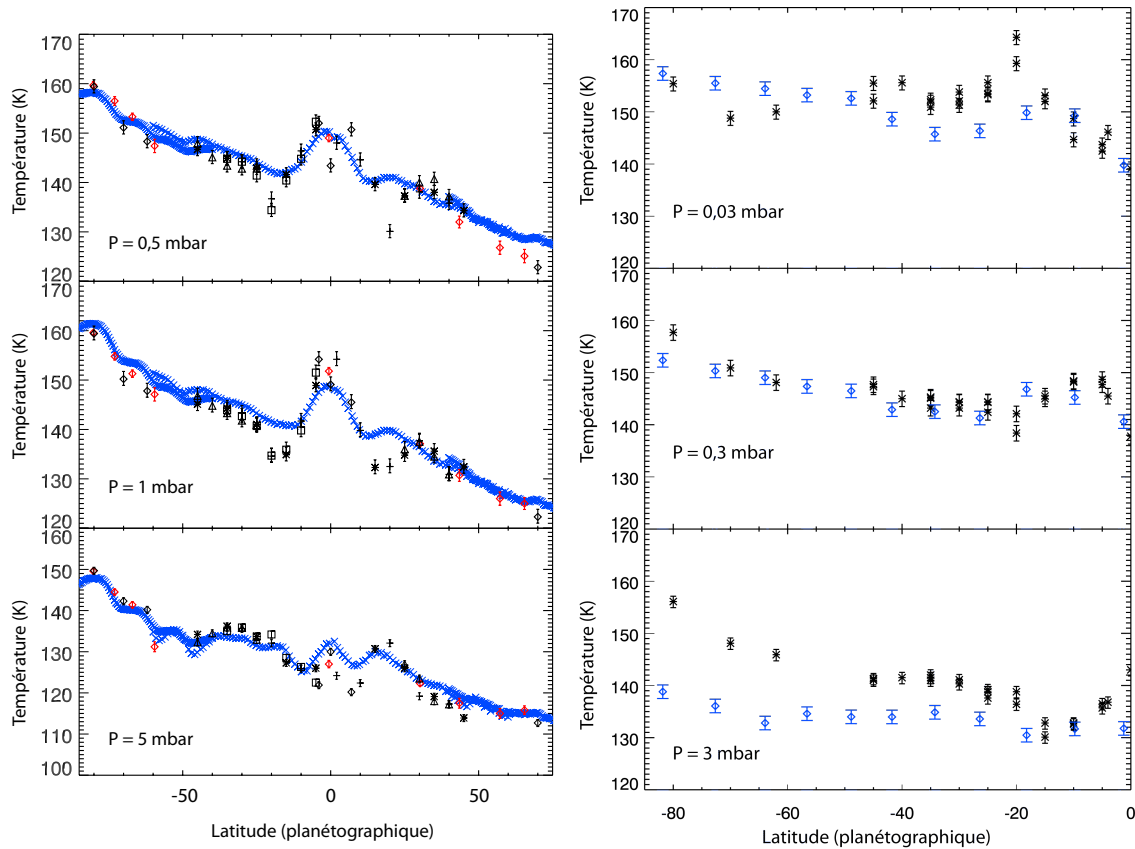 170
160
150
140
130
120
Température (K)
P = 0,5 mbar
170
160
150
140
130
120
Température (K)
P = 1 mbar
160
150
140
130
120
110
100
Température (K)
P = 5 mbar
-50 0 50
Latitude (planétographique)
170
160
150
140
130
120
Température (K)
P = 0,03 mbar
170
160
150
140
130
120
Température (K)
P = 0,3 mbar
170
160
150
140
130
120
Température (K)
P = 3 mbar
-80 -60 -40 -20 0
Latitude (planétographique)